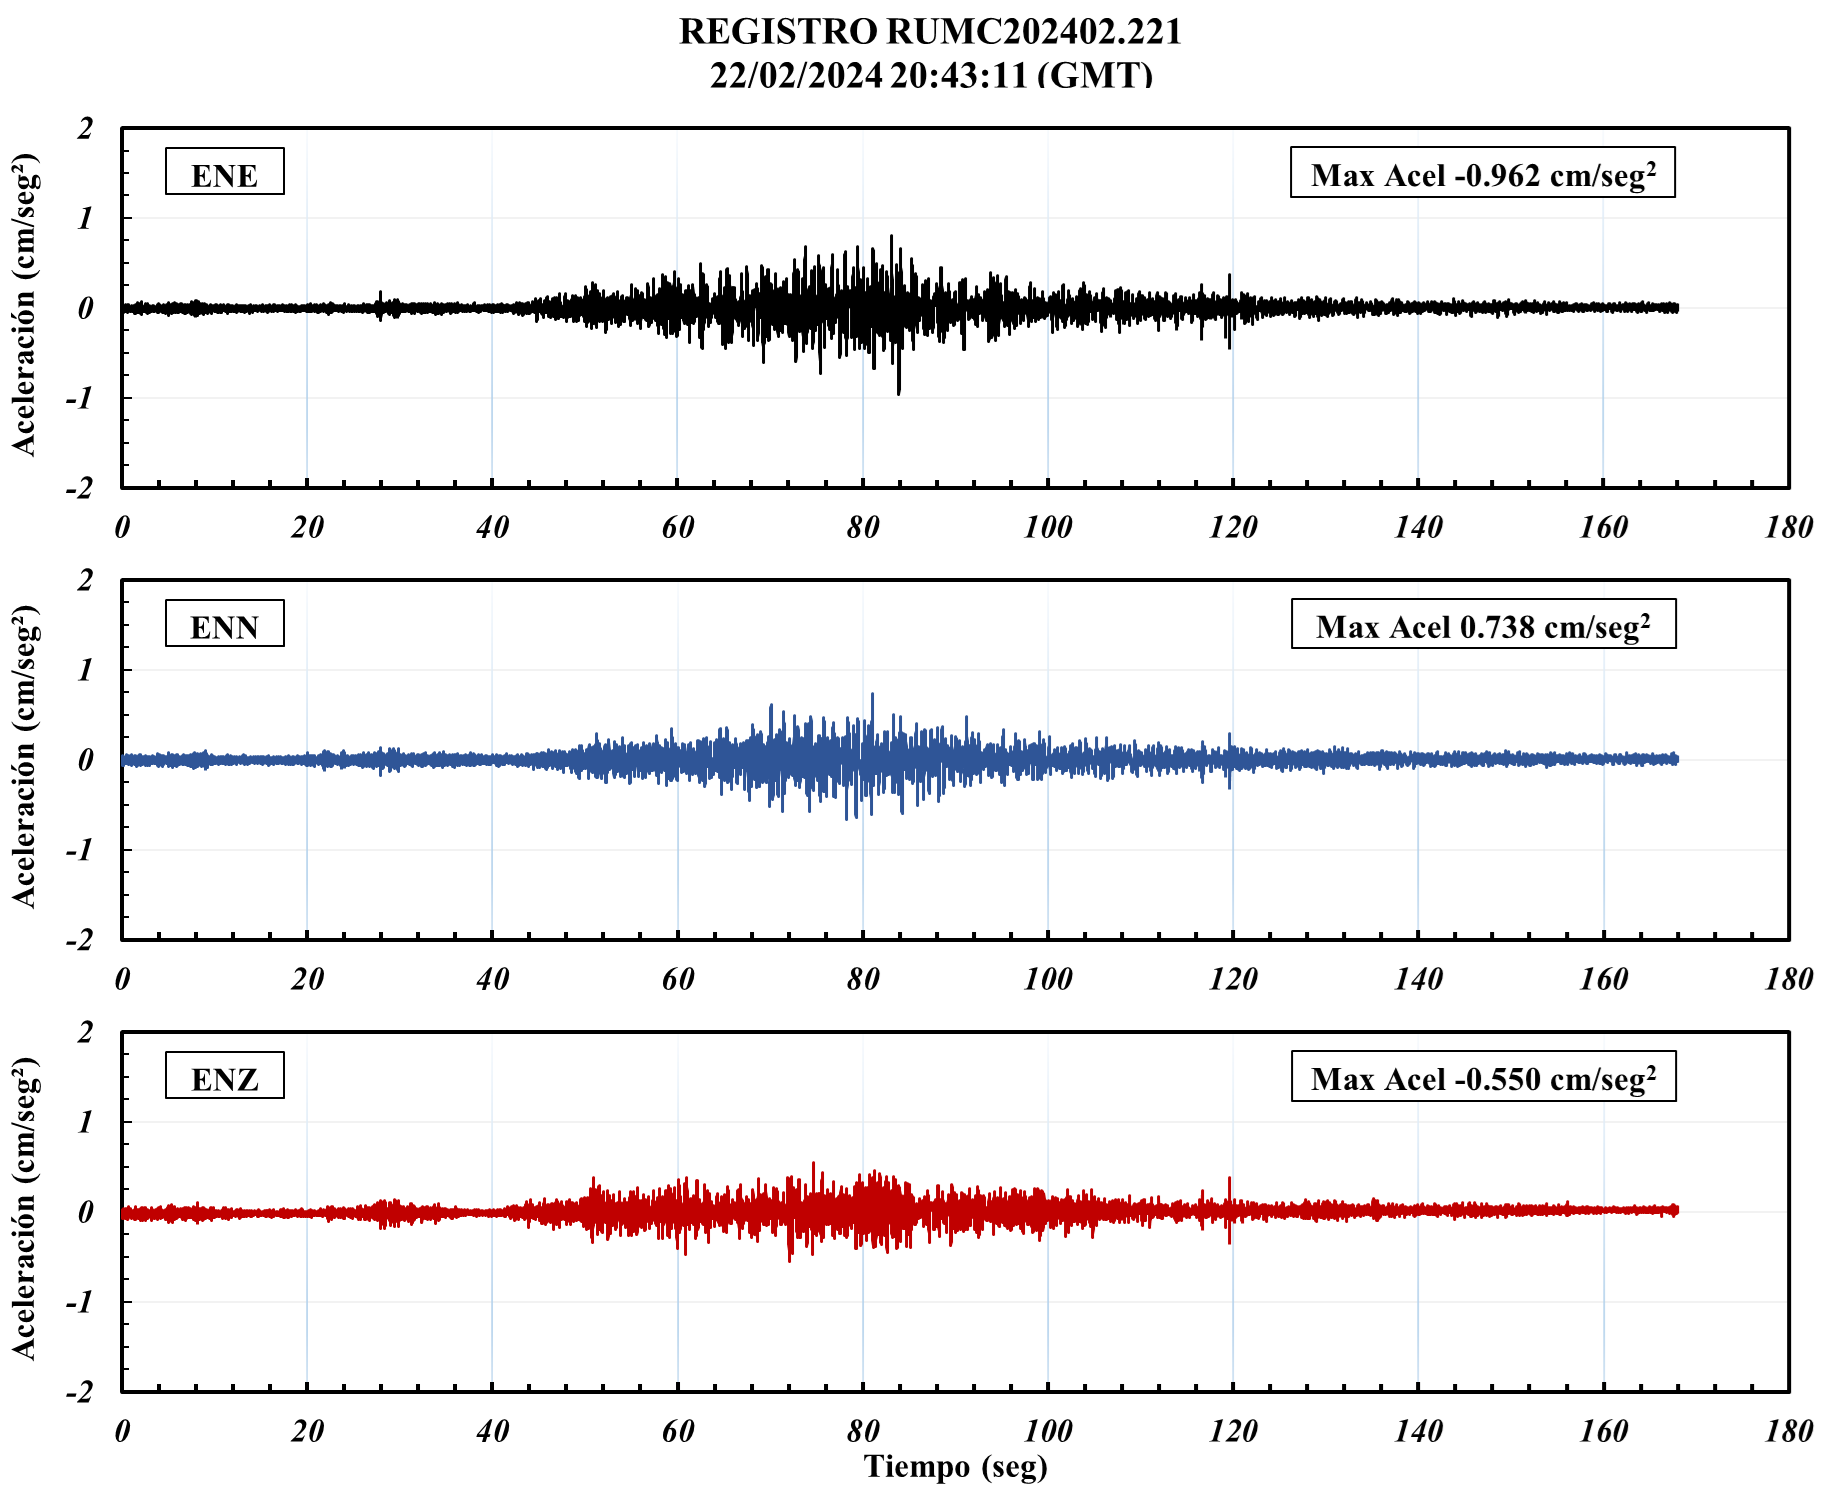 REGISTRO RUMC202402.221
22/02/2024 20:43:11 (GMT)
Aceleración (cm/seg²)
2
1
0
-1
-2
ENE
Max Acel -0.962 cm/seg²
0 20 40 60 80 100 120 140 160 180
Aceleración (cm/seg²)
2
1
0
-1
-2
ENN
Max Acel 0.738 cm/seg²
0 20 40 60 80 100 120 140 160 180
Aceleración (cm/seg²)
2
1
0
-1
-2
ENZ
Max Acel -0.550 cm/seg²
0 20 40 60 80 100 120 140 160 180
Tiempo (seg)